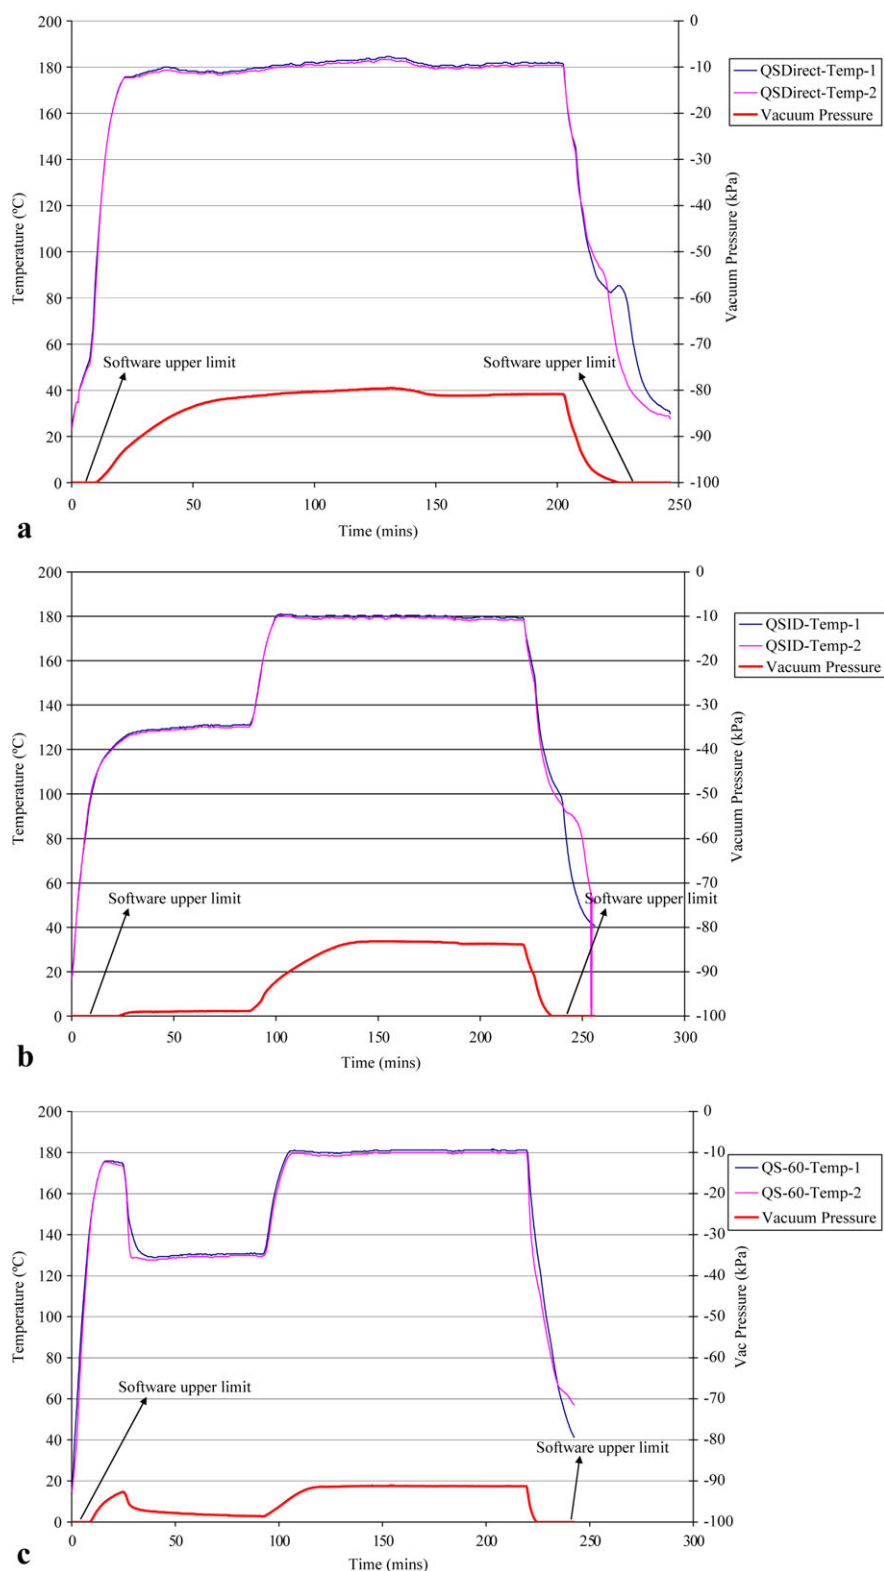 200
180
160
140
120
100
80
60
40
20
0
Temperature (ºC)
0
-10
-20
-30
-40
-50
-60
-70
-80
-90
-100
Vacuum Pressure (kPa)
QSDirect-Temp-1
QSDirect-Temp-2
Vacuum Pressure
Software upper limit
Software upper limit
0 50 100 150 200 250
Time (mins)
a
200
180
160
140
120
100
80
60
40
20
0
Temperature (ºC)
0
-10
-20
-30
-40
-50
-60
-70
-80
-90
-100
Vacuum Pressure (kPa)
QSID-Temp-1
QSID-Temp-2
Vacuum Pressure
Software upper limit
Software upper limit
0 50 100 150 200 250 300
Time (mins)
b
200
180
160
140
120
100
80
60
40
20
0
Temperature (ºC)
0
-10
-20
-30
-40
-50
-60
-70
-80
-90
-100
Vac Pressure (kPa)
QS-60-Temp-1
QS-60-Temp-2
Vacuum Pressure
Software upper limit
Software upper limit
0 50 100 150 200 250 300
Time (mins)
c